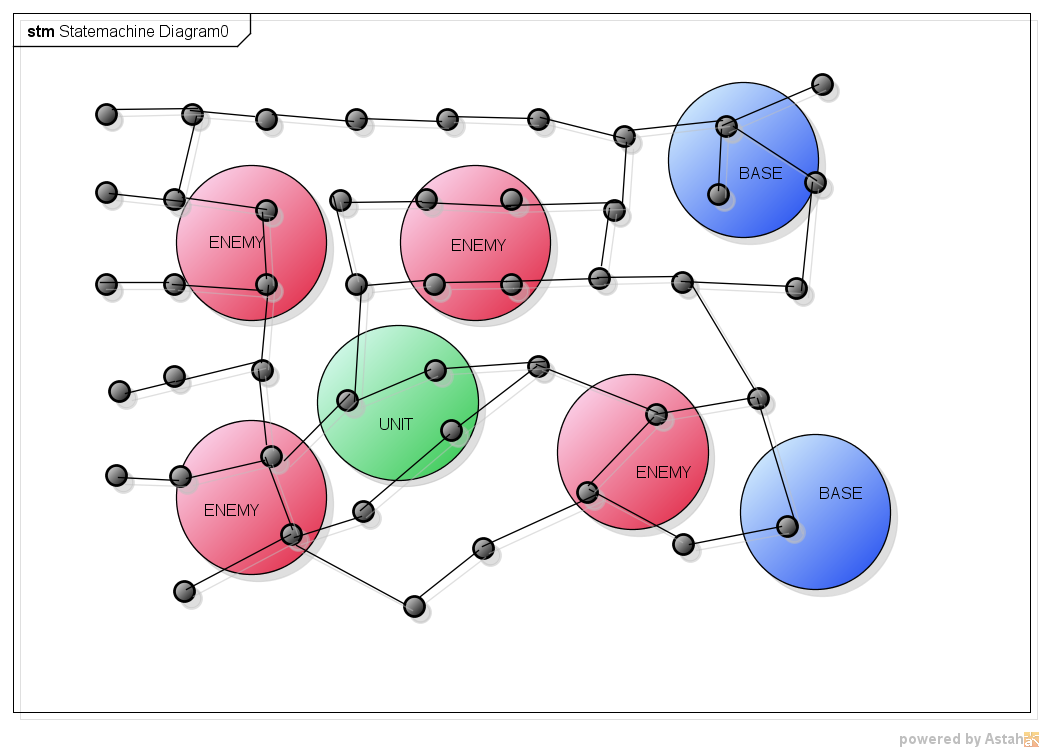 stm Statemachine Diagram0
BASE
ENEMY
ENEMY
UNIT
ENEMY
BASE
ENEMY
powered by Astah